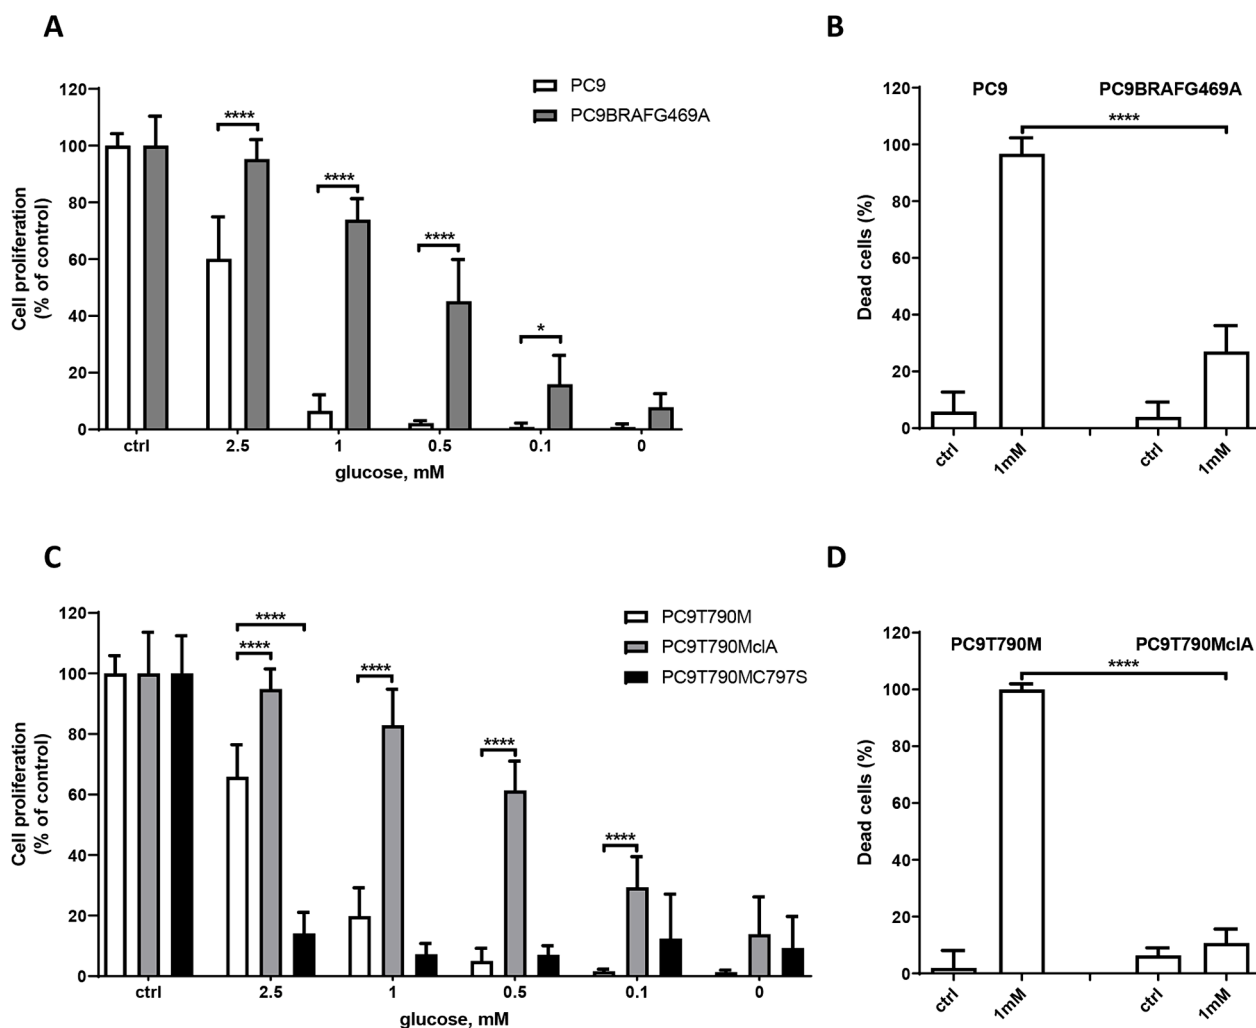 A
Cell proliferation
(% of control)
120
100
80
60
40
20
0
PC9
PC9BRAFG469A
****
****
****
*
ctrl
2.5
1
0.5
0.1
0
glucose, mM
B
Dead cells (%)
120
100
80
60
40
20
0
PC9
PC9BRAFG469A
****
ctrl
1mM
ctrl
1mM
C
Cell proliferation
(% of control)
120
100
80
60
40
20
0
PC9T790M
PC9T790MclA
PC9T790MC797S
****
****
****
****
****
ctrl
2.5
1
0.5
0.1
0
glucose, mM
D
Dead cells (%)
120
100
80
60
40
20
0
PC9T790M
PC9T790MclA
****
ctrl
1mM
ctrl
1mM